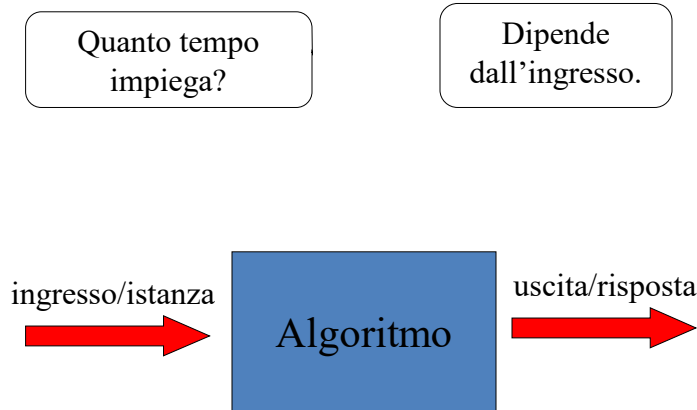 Quanto tempo
impiega?
Dipende
dall’ingresso.
ingresso/istanza
Algoritmo
uscita/risposta